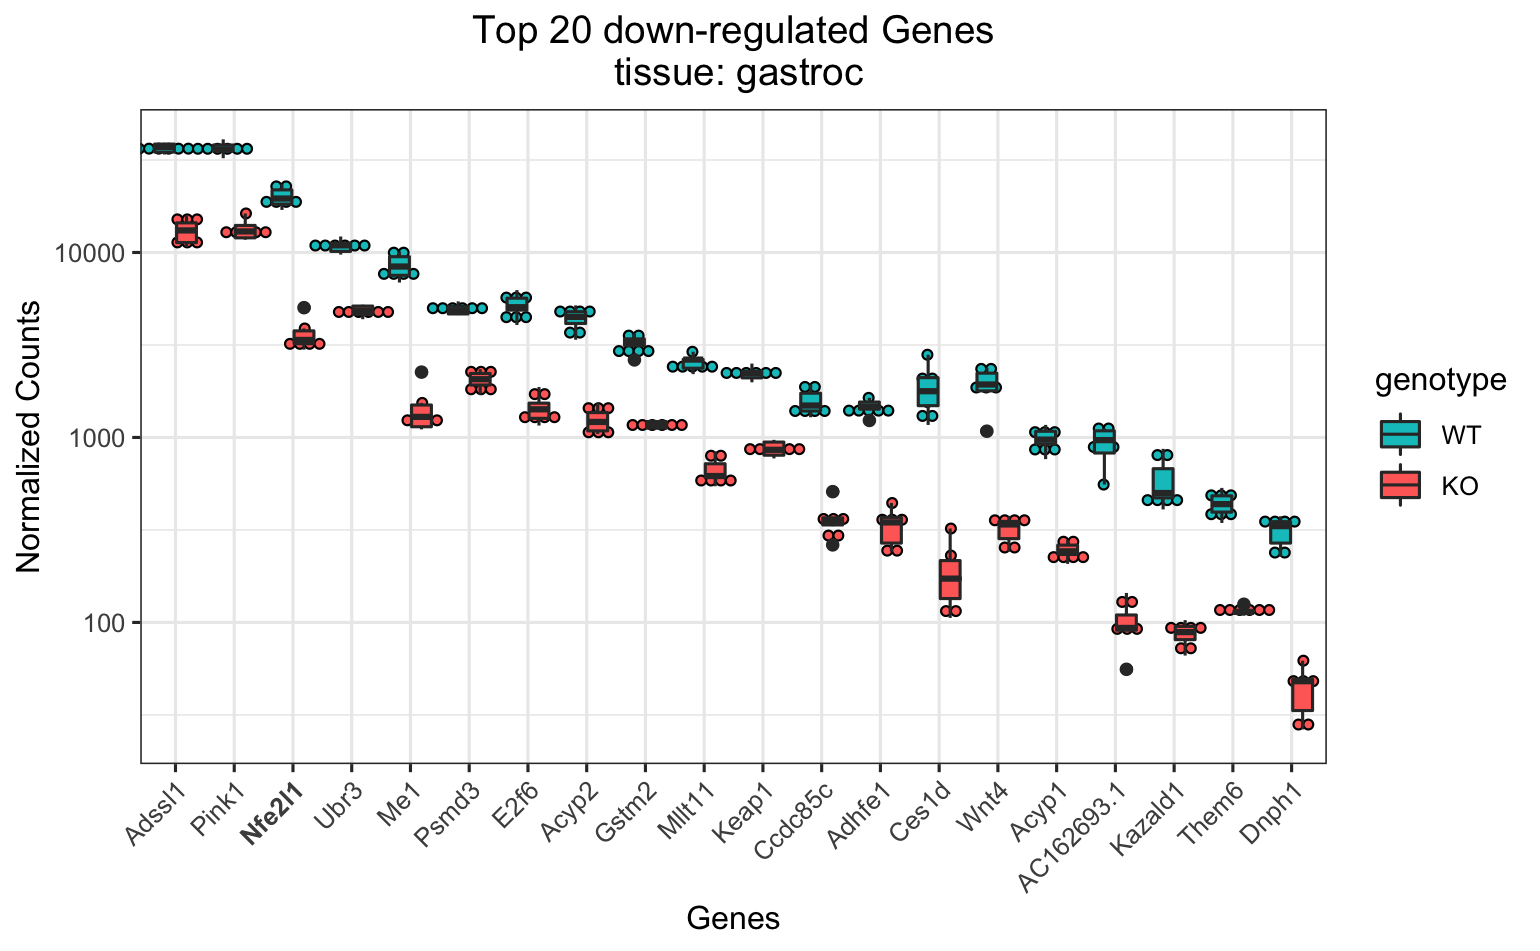 Top 20 down-regulated Genes
tissue: gastroc
Normalized Counts
10000
1000
100
Adssl1
Pink1
Nfe2l1
Ubr3
Me1
Psmd3
E2f6
Acyp2
Gstm2
Mllt11
Keap1
Ccdc85c
Adhfe1
Ces1d
Wnt4
Acyp1
AC162693.1
Kazald1
Them6
Dnph1
Genes
genotype
WT
KO